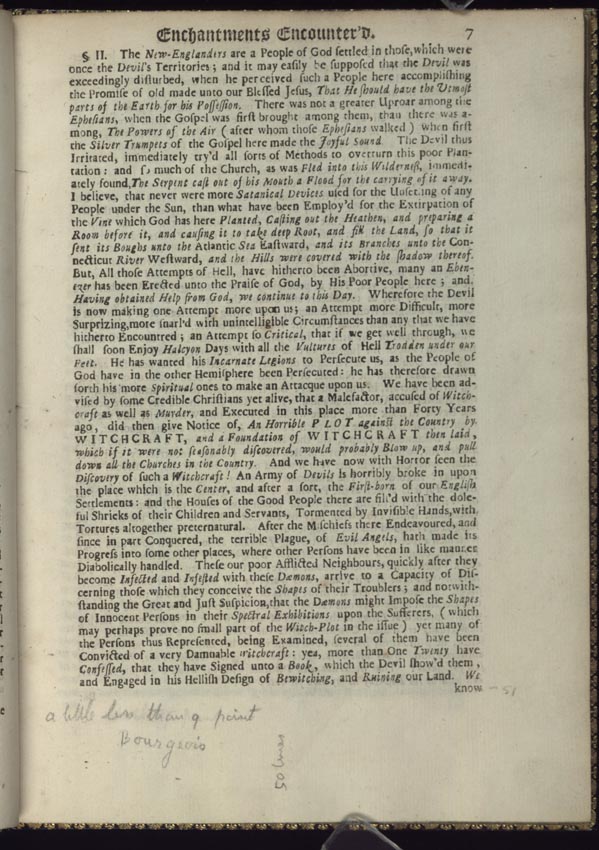 Enchantments Encounter'd. 7
§ II. The New-Englanders are a People of God settled in those, which were
once the Devil's Territories; and it may easily be supposed that the Devil was
exceedingly disturbed, when he perceived such a People here accomplishing
the Promise of old made unto our Blessed Jesus, That He should have the Utmost
parts of the Earth for his Possession. There was not a greater Uproar among the
Ephesians, when the Gospel was first brought among them, than there was a-
mong, The Powers of the Air (after whom those Ephesians walked) when first
the Silver Trumpets of the Gospel here made the Joyful Sound. The Devil thus
Irritated, immediately try'd all sorts of Methods to overturn this poor Plan-
tation: and so much of the Church, as was Fled into this Wilderness, immedi-
ately found, The Serpent cast out of his Mouth a Flood for the carrying of it away.
I believe, that never were more Satanical Devices used for the Unsetling of any
People under the Sun, than what have been Employ'd for the Extirpation of
the Vine which God has here Planted, Casting out the Heathen, and preparing a
Room before it, and causing it to take deep Root, and fill the Land, so that it
sent its Boughs unto the Atlantic Sea Eastward, and its Branches unto the Con-
necticut River Westward, and the Hills were covered with the shadow thereof.
But, All those Attempts of Hell, have hitherto been Abortive, many an Eben-
ezer has been Erected unto the Praise of God, by His Poor People here; and,
Having obtained Help from God, we continue to this Day. Wherefore the Devil
is now making one Attempt more upon us; an Attempt more Difficult, more
Surprizing, more snarl'd with unintelligible Circumstances than any that we have
hitherto Encountred; an Attempt so Critical, that if we get well through, we
shall soon Enjoy Halcyon Days with all the Vultures of Hell Trodden under our
Feet. He has wanted his Incarnate Legions to Persecute us, as the People of
God have in the other Hemisphere been Persecuted: he has therefore drawn
forth his more Spiritual ones to make an Attacque upon us. We have been ad-
vised by some Credible Christians yet alive, that a Malefactor, accused of Witch-
craft as well as Murder, and Executed in this place more than Forty Years
ago, did then give Notice of, An Horrible PLOT against the Country by
WITCHCRAFT, and a Foundation of WITCHCRAFT then laid,
which if it were not seasonably discovered, would probably Blow up, and pull
down all the Churches in the Country. And we have now with Horror seen the
Discovery of such a Witchcraft! An Army of Devils is horribly broke in upon
the place which is the Center, and after a sort, the First-born of our English
Settlements: and the Houses of the Good People there are fill'd with the dole-
ful Shrieks of their Children and Servants, Tormented by Invisible Hands, with
Tortures altogether preternatural. After the Mischiefs there Endeavoured, and
since in part Conquered, the terrible Plague, of Evil Angels, hath made its
Progress into some other places, where other Persons have been in like manner
Diabolically handled. These our poor Afflicted Neighbours, quickly after they
become Infected and Infested with these Dæmons, arrive to a Capacity of Dis-
cerning those which they conceive the Shapes of their Troublers; and notwith-
standing the Great and Just Suspicion, that the Dæmons might Impose the Shapes
of Innocent Persons in their Spectral Exhibitions upon the Sufferers, (which
may perhaps prove no small part of the Witch-Plot in the issue) yet many of
the Persons thus Represented, being Examined, several of them have been
Convicted of a very Damnable Witchcraft: yea, more than One Twenty have
Confessed, that they have Signed unto a Book, which the Devil show'd them,
and Engaged in his Hellish Design of Bewitching, and Ruining our Land. We
know - 51
a little less than 9 point
Bourgeois
50 lines